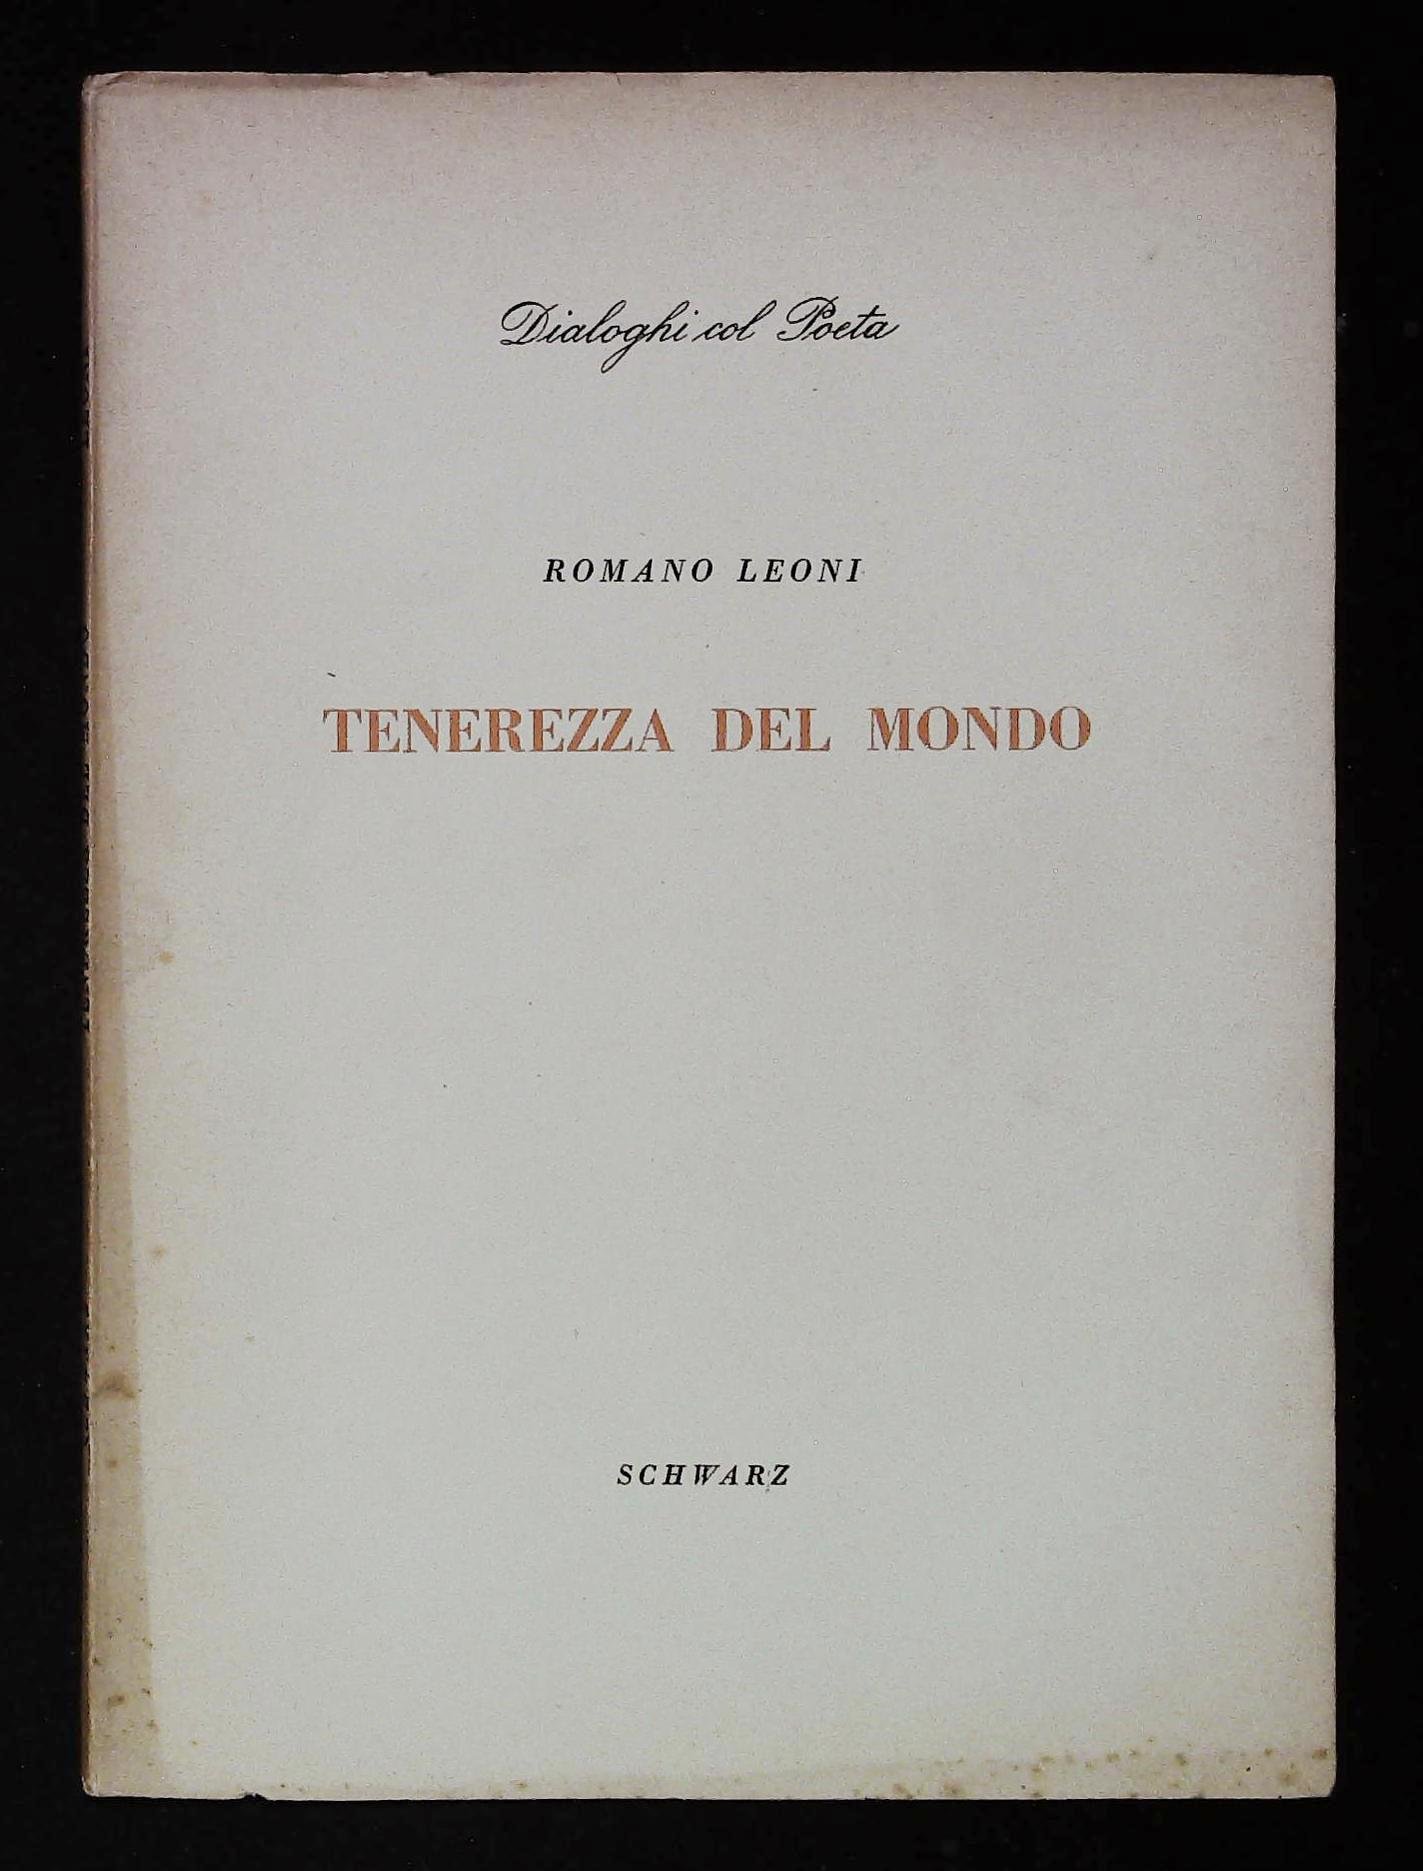 Dialoghi col Poeta
ROMANO LEONI
TENEREZZA DEL MONDO
SCHWARZ